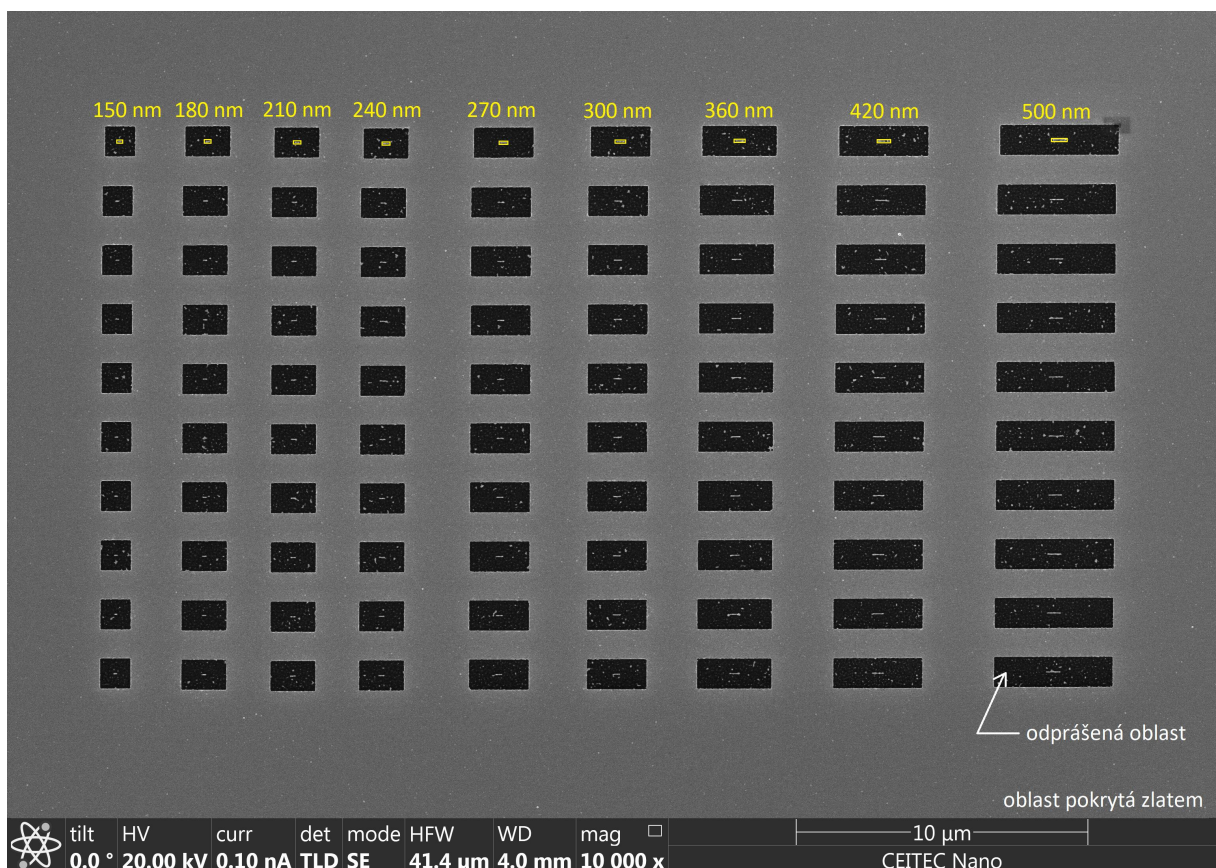 150 nm 180 nm 210 nm 240 nm 270 nm 300 nm 360 nm 420 nm 500 nm
odprášená oblast
oblast pokrytá zlatem
tilt HV curr det mode HFW WD mag
10 µm
0.0 ° 20.00 kV 0.10 nA TLD SE 41.4 µm 4.0 mm 10 000 x
CEITEC Nano